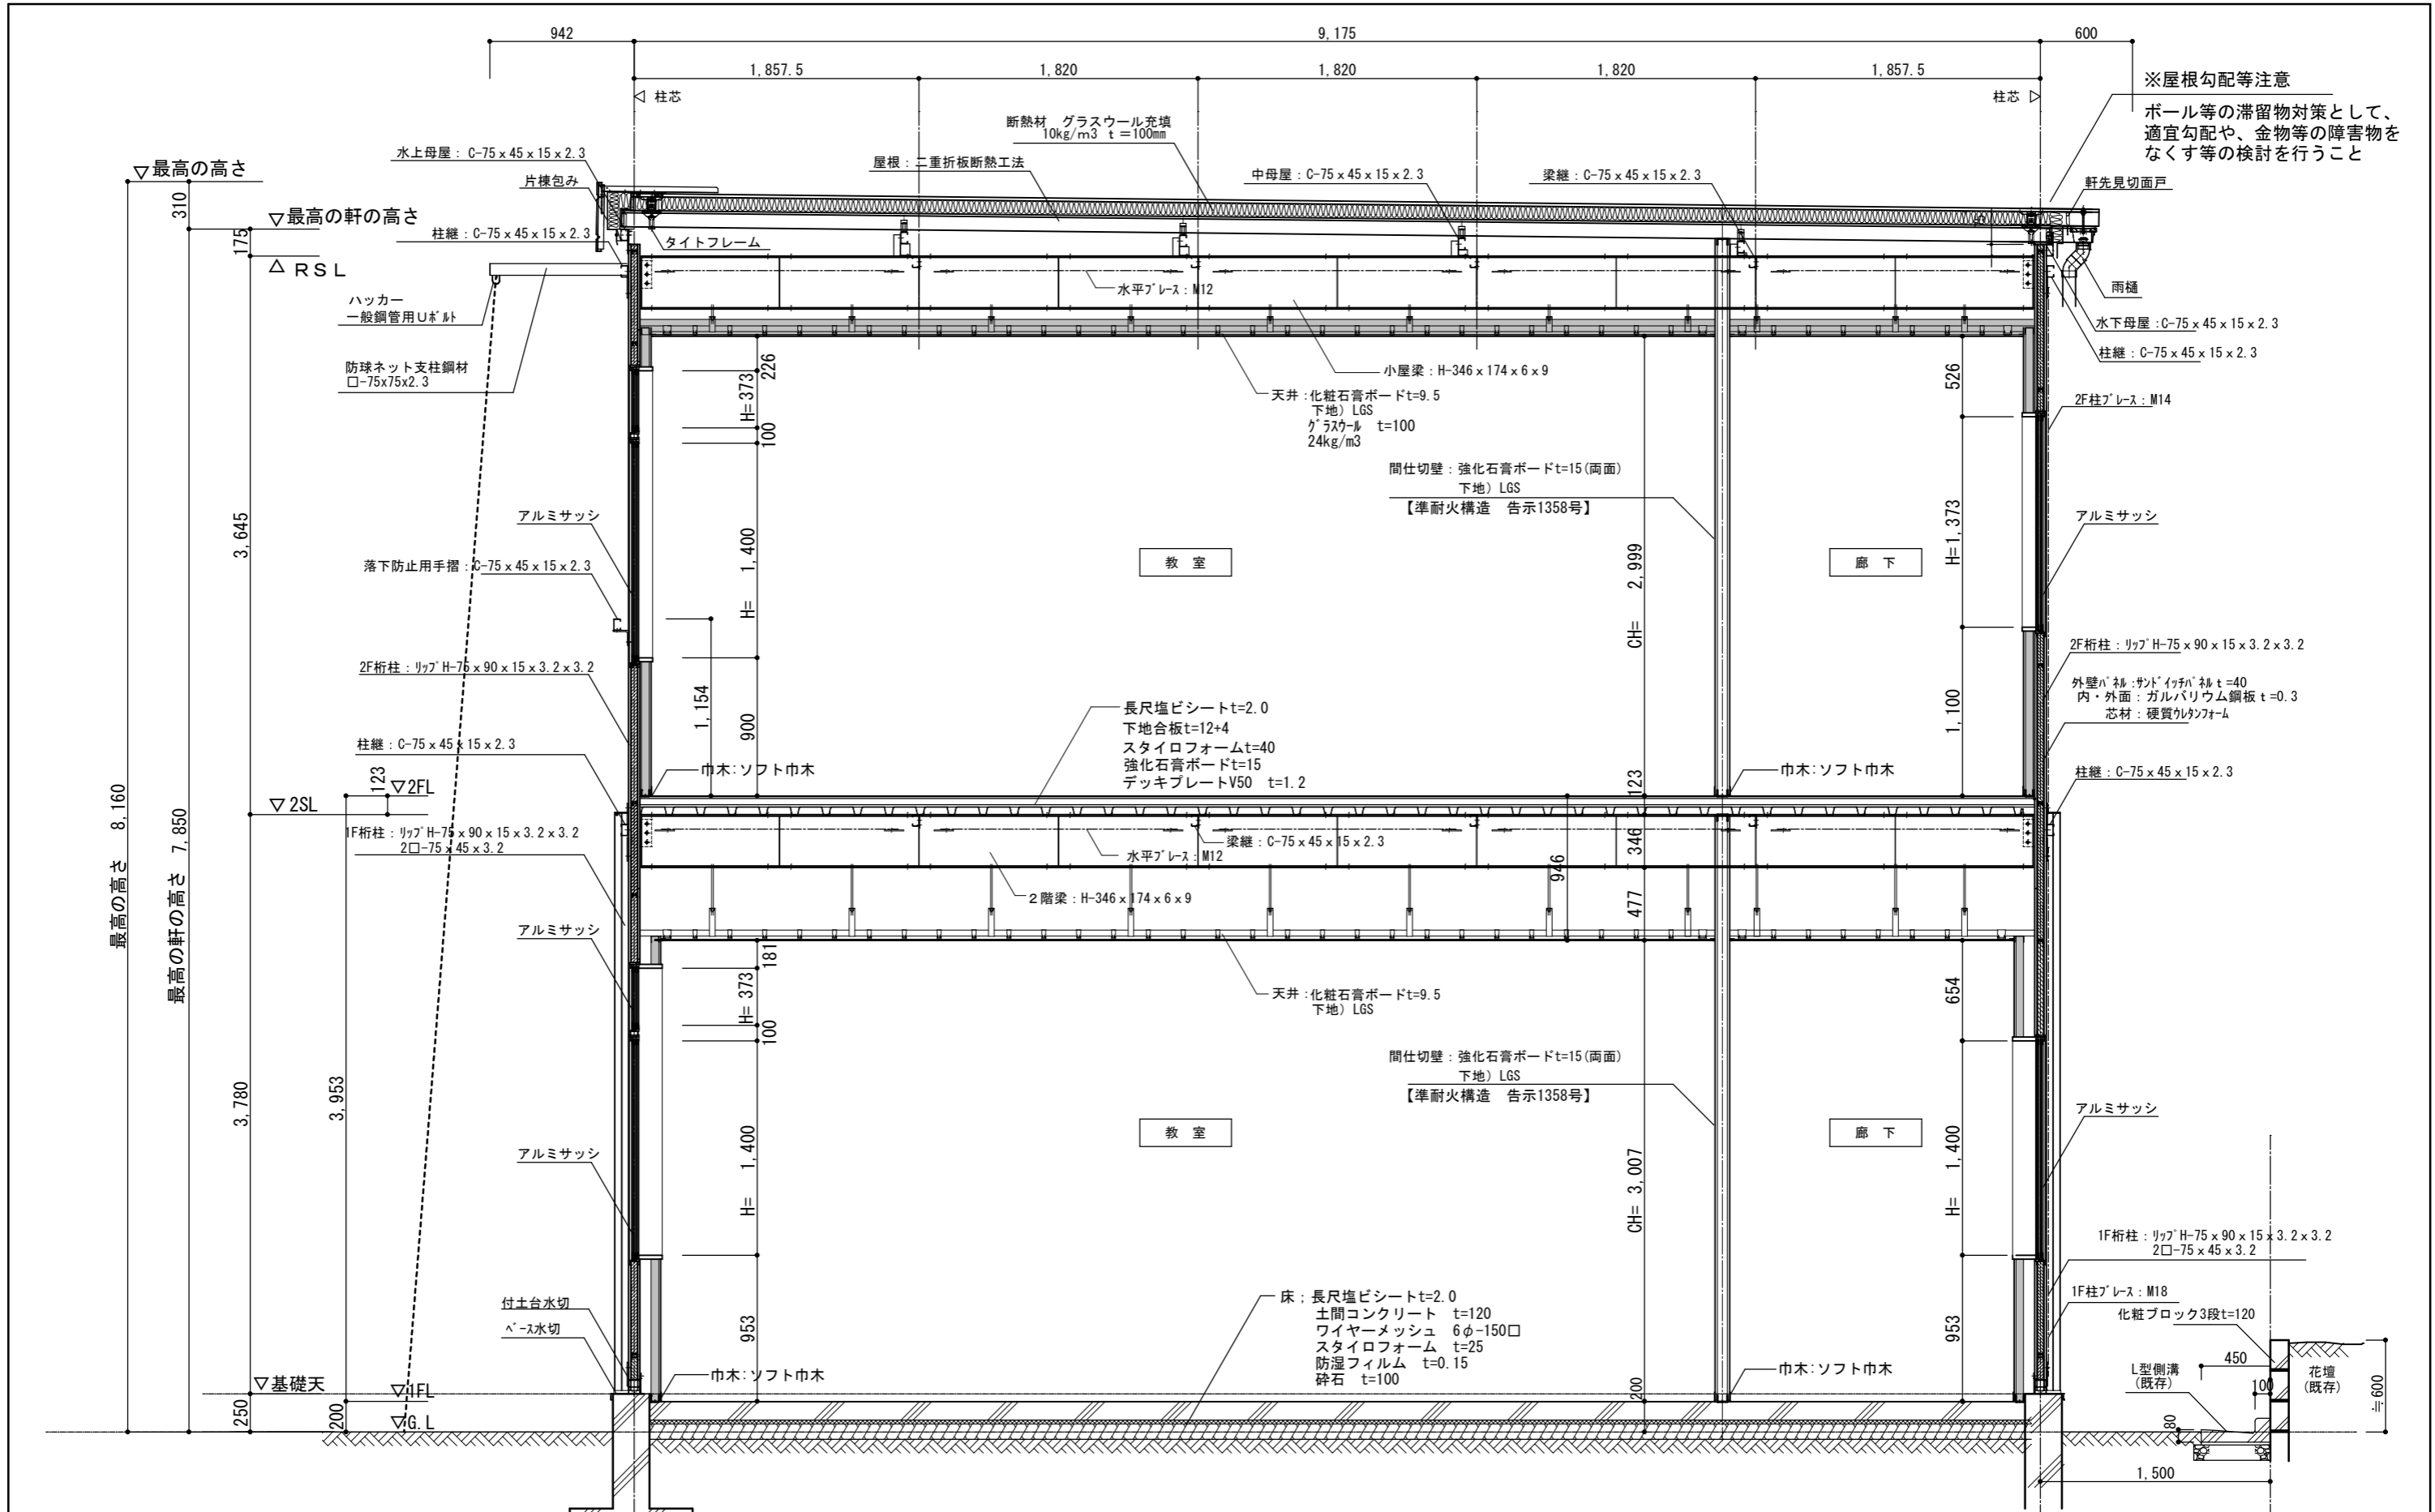 942
9,175
600
1,857.5
1,820
1,820
1,820
1,857.5
柱芯
柱芯
※屋根勾配等注意
ボール等の滞留物対策として、
適宜勾配や、金物等の障害物を
なくす等の検討を行うこと
断熱材 グラスウール充填
10kg/m3 t=100mm
水上母屋:C-75x45x15x2.3
屋根:二重折板断熱工法
片棟包み
中母屋:C-75x45x15x2.3
梁継:C-75x45x15x2.3
軒先見切面戸
▽最高の高さ
310
▽最高の軒の高さ
175
柱継:C-75x45x15x2.3
タイトフレーム
△ RSL
水平ブレース:M12
雨樋
ハッカー
一般鋼管用Uボルト
水下母屋:C-75x45x15x2.3
柱継:C-75x45x15x2.3
防球ネット支柱鋼材
□-75x75x2.3
小屋梁:H-346x174x6x9
226
H=373
100
天井:化粧石膏ボードt=9.5
下地)LGS
グラスウール t=100
24kg/m3
526
2F柱ブレース:M14
間仕切壁:強化石膏ボードt=15(両面)
下地)LGS
【準耐火構造 告示1358号】
アルミサッシ
アルミサッシ
3,645
H= 1,400
教 室
CH= 2,999
廊 下
H=1,373
落下防止用手摺:C-75x45x15x2.3
2F桁柱:リップH-75x90x15x3.2x3.2
2F桁柱:リップH-75x90x15x3.2x3.2
外壁パネル:サンドイッチパネルt=40
内・外面:ガルバリウム鋼板t=0.3
芯材:硬質ウレタンフォーム
1,154
900
1,100
長尺塩ビシートt=2.0
下地合板t=12+4
スタイロフォームt=40
強化石膏ボードt=15
デッキプレートV50 t=1.2
柱継:C-75x45x15x2.3
巾木:ソフト巾木
巾木:ソフト巾木
柱継:C-75x45x15x2.3
123
▽2FL
123
▽2SL
最高の高さ 8,160
最高の軒の高さ 7,850
1F桁柱:リップH-75x90x15x3.2x3.2
2□-75x45x3.2
水平ブレース:M12
梁継:C-75x45x15x2.3
346
946
477
2階梁:H-346x174x6x9
アルミサッシ
181
H= 373
100
天井:化粧石膏ボードt=9.5
下地)LGS
654
間仕切壁:強化石膏ボードt=15(両面)
下地)LGS
【準耐火構造 告示1358号】
3,780
3,953
アルミサッシ
アルミサッシ
H= 1,400
教 室
CH= 3,007
廊 下
H= 1,400
1F桁柱:リップH-75x90x15x3.2x3.2
2□-75x45x3.2
1F柱ブレース:M18
化粧ブロック3段t=120
付土台水切
ベース水切
953
床;長尺塩ビシートt=2.0
土間コンクリート t=120
ワイヤーメッシュ 6φ-150□
スタイロフォーム t=25
防湿フィルム t=0.15
砕石 t=100
953
巾木:ソフト巾木
巾木:ソフト巾木
L型側溝
(既存)
450
100
花壇
(既存)
≒600
▽基礎天
▽1FL
250
200
▽G.L
200
80
1,500